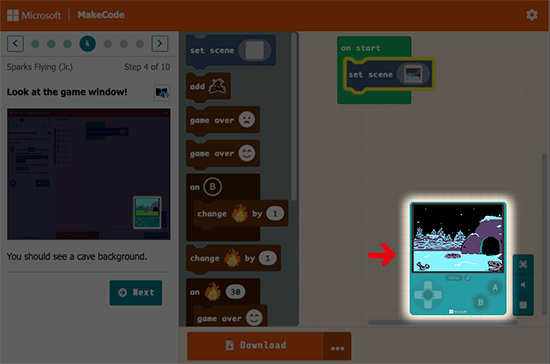 Microsoft
MakeCode
4
Sparks Flying (Jr.)
Step 4 of 10
Look at the game window!
You should see a cave background.
Next
set scene
add
game over
game over
on B
change by 1
change by 1
on 30
game over
on start
set scene
A
B
Microsoft
Download